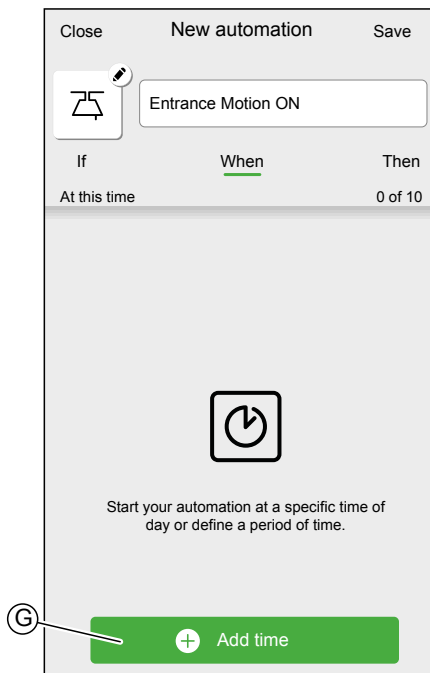 Close New automation Save
Entrance Motion ON
If When Then
At this time 0 of 10
Start your automation at a specific time of
day or define a period of time.
G
Add time